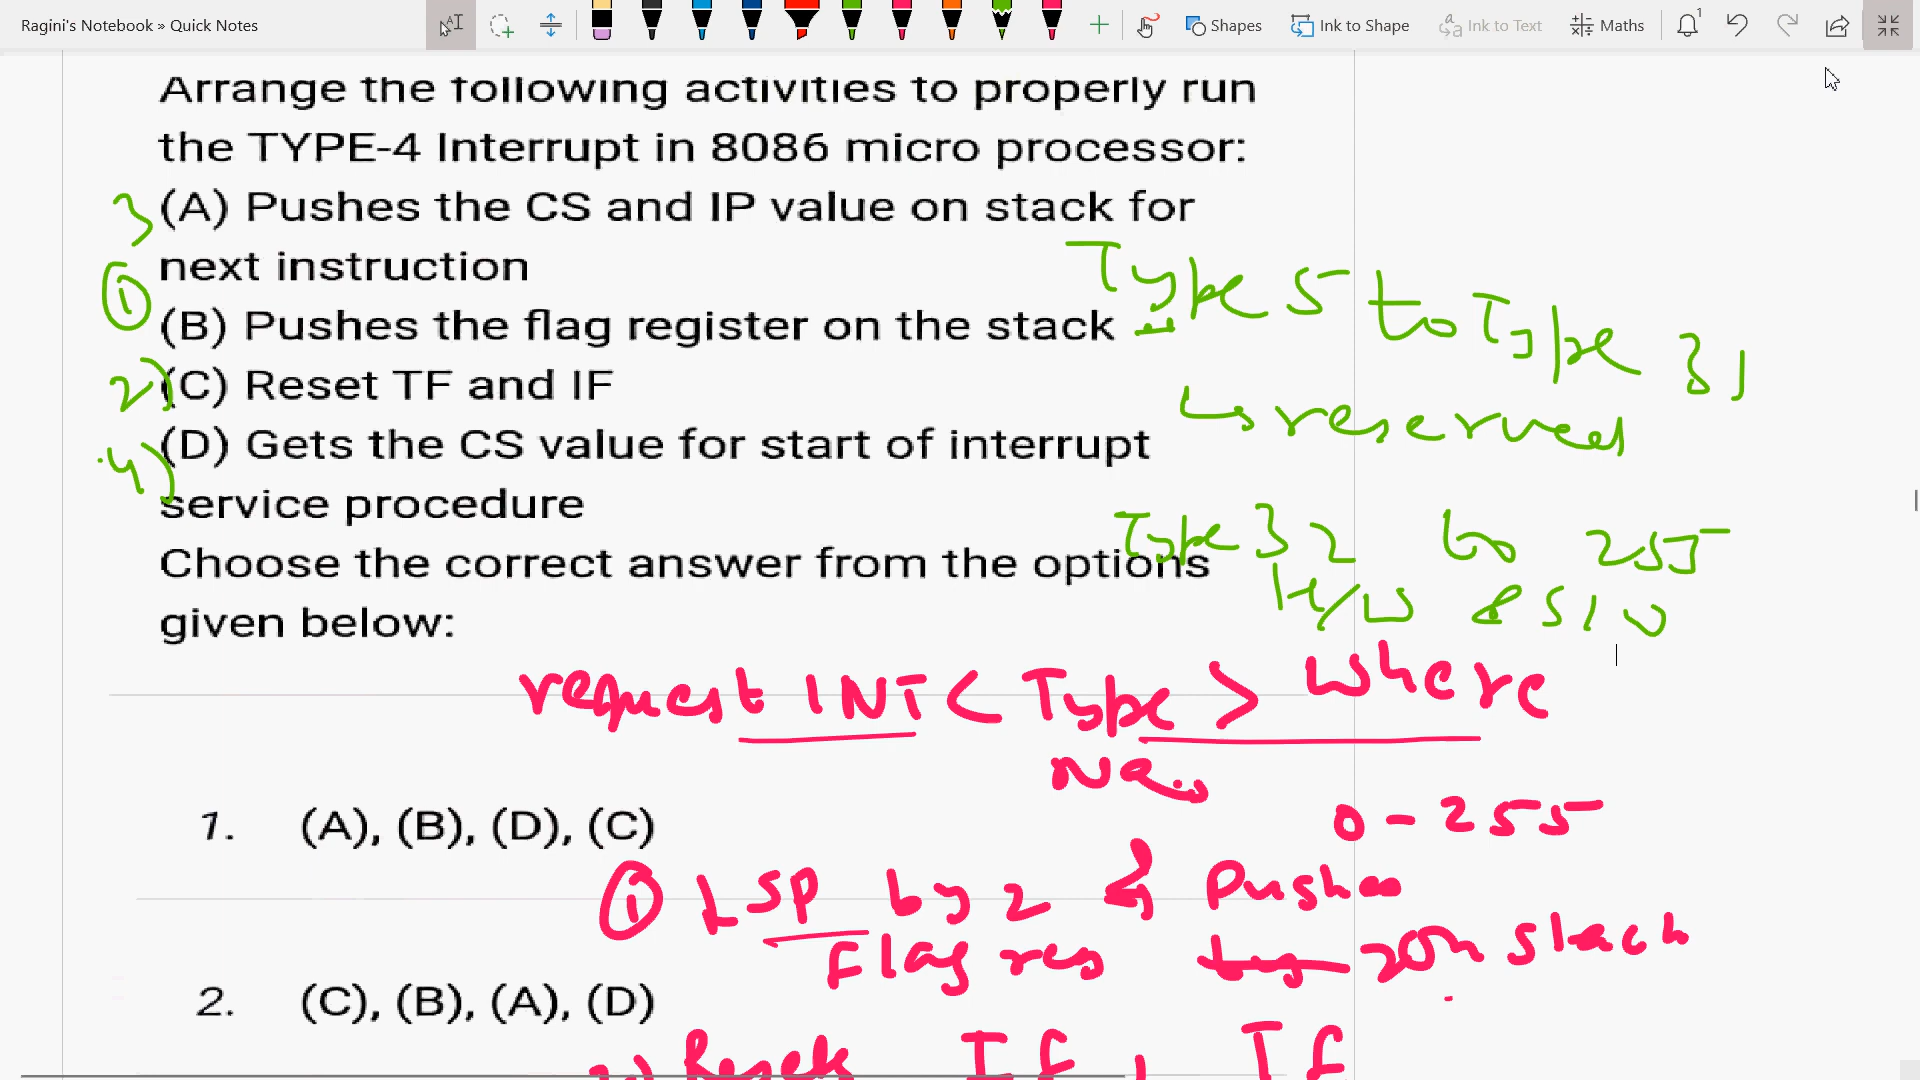 Ragini's Notebook » Quick Notes
Shapes
Ink to Shape
Ink to Text
Maths
1
Arrange the following activities to properly run
the TYPE-4 Interrupt in 8086 micro processor:
3 (A) Pushes the CS and IP value on stack for
next instruction
① (B) Pushes the flag register on the stack
2) (C) Reset TF and IF
4) (D) Gets the CS value for start of interrupt
service procedure
Choose the correct answer from the options
given below:
Type 5 to Type 31
↳ reserved
Type 32 to 255
H/W & S/W
request INT < Type > where
No..
0 - 255
1. (A), (B), (D), (C)
① ↓ SP by 2 & Pushes
Flag reg on stack
2. (C), (B), (A), (D)
2) Resets IF, TF